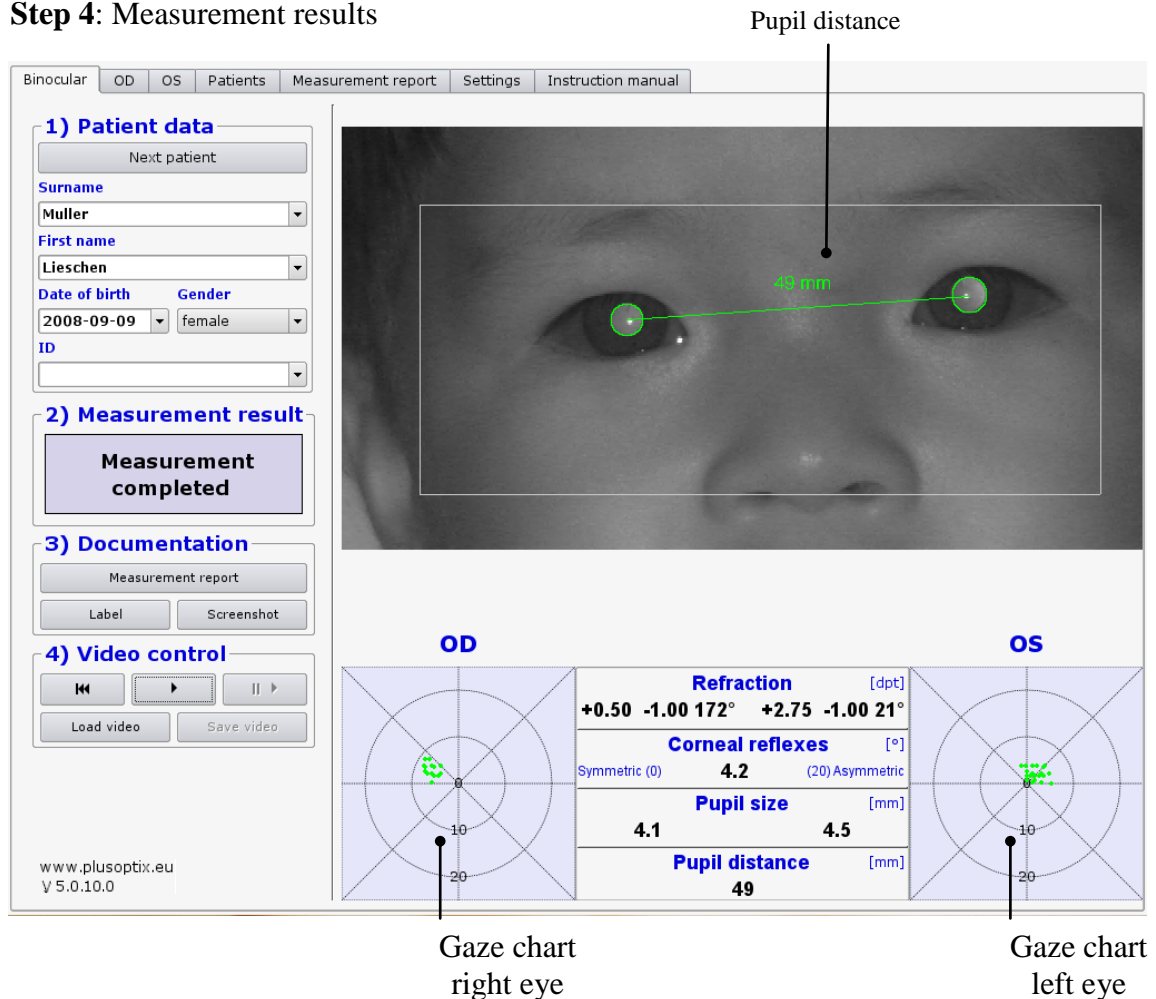 Step 4: Measurement results
Pupil distance
Binocular OD OS Patients Measurement report Settings Instruction manual
1) Patient data
Next patient
Surname
Muller
First name
Lieschen
Date of birth Gender
2008-09-09 female
ID
2) Measurement result
Measurement
completed
3) Documentation
Measurement report
Label Screenshot
4) Video control
Load video Save video
www.plusoptix.eu
V 5.0.10.0
49 mm
OD
0
10
20
Refraction [dpt]
+0.50 -1.00 172° +2.75 -1.00 21°
Corneal reflexes [°]
Symmetric (0) 4.2 (20) Asymmetric
Pupil size [mm]
4.1 4.5
Pupil distance [mm]
49
OS
0
10
20
Gaze chart
right eye
Gaze chart
left eye